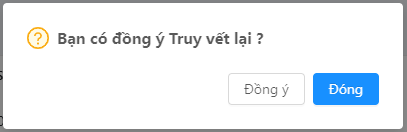 Bạn có đồng ý Truy vết lại ?
Đồng ý
Đóng